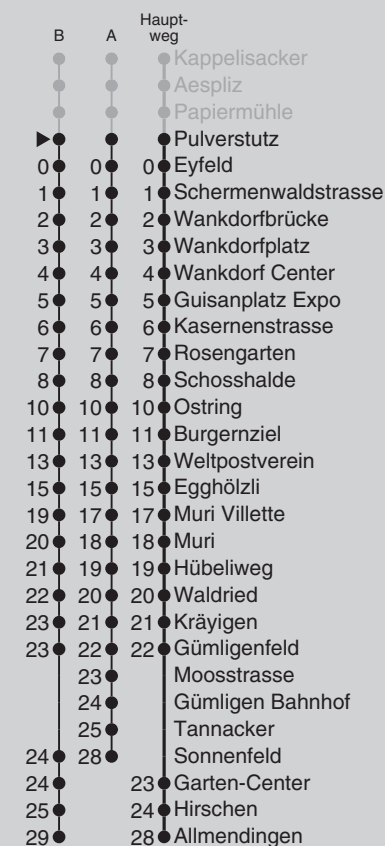 Haupt-
B A weg
Kappelisacker
Aespliz
Papiermühle
Pulverstutz
0 0 0 Eyfeld
1 1 1 Schermenwaldstrasse
2 2 2 Wankdorfbrücke
3 3 3 Wankdorfplatz
4 4 4 Wankdorf Center
5 5 5 Guisanplatz Expo
6 6 6 Kasernenstrasse
7 7 7 Rosengarten
8 8 8 Schosshalde
10 10 10 Ostring
11 11 11 Burgernziel
13 13 13 Weltpostverein
15 15 15 Egghölzli
19 17 17 Muri Villette
20 18 18 Muri
21 19 19 Hübeliweg
22 20 20 Waldried
23 21 21 Kräyigen
23 22 22 Gümligenfeld
23 Moosstrasse
24 Gümligen Bahnhof
25 Tannacker
24 28 Sonnenfeld
24 23 Garten-Center
25 24 Hirschen
29 28 Allmendingen